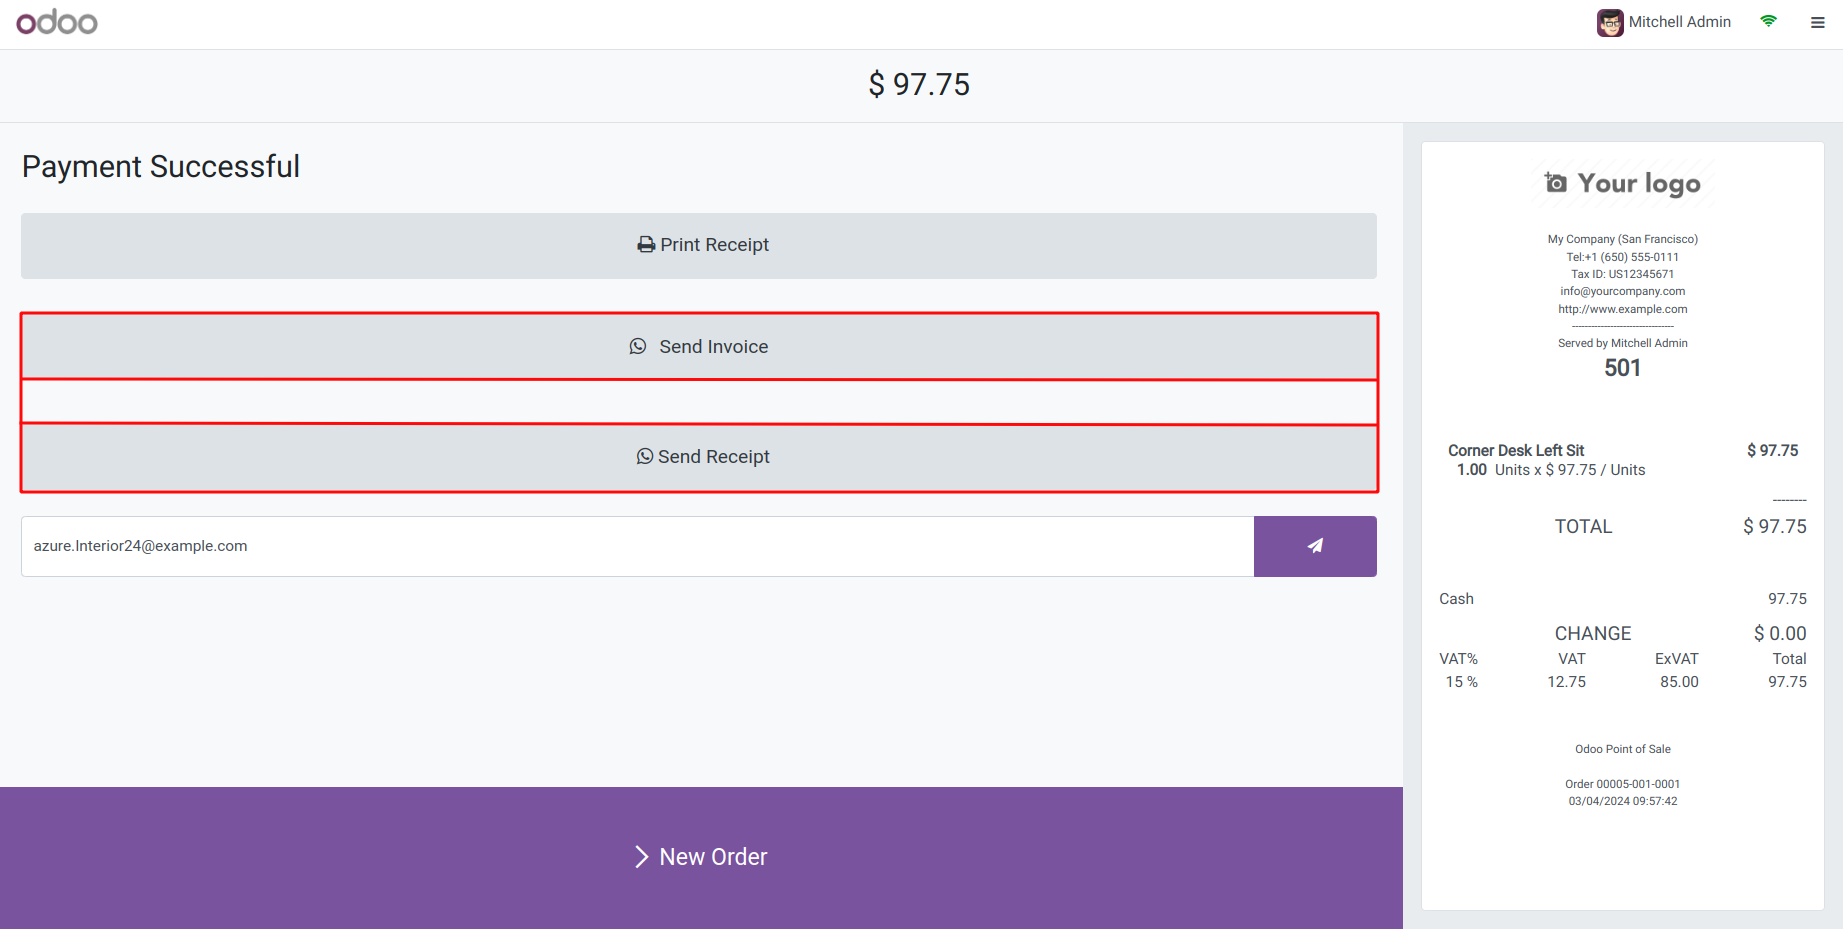 odoo
Mitchell Admin
$ 97.75
Payment Successful
Print Receipt
Send Invoice
Send Receipt
azure.Interior24@example.com
New Order
Your logo
My Company (San Francisco)
Tel:+1 (650) 555-0111
Tax ID: US12345671
info@yourcompany.com
http://www.example.com
--------------------------------
Served by Mitchell Admin
501
Corner Desk Left Sit $ 97.75
1.00 Units x $ 97.75 / Units
--------
TOTAL $ 97.75
Cash 97.75
CHANGE $ 0.00
VAT% VAT ExVAT Total
15 % 12.75 85.00 97.75
Odoo Point of Sale
Order 00005-001-0001
03/04/2024 09:57:42